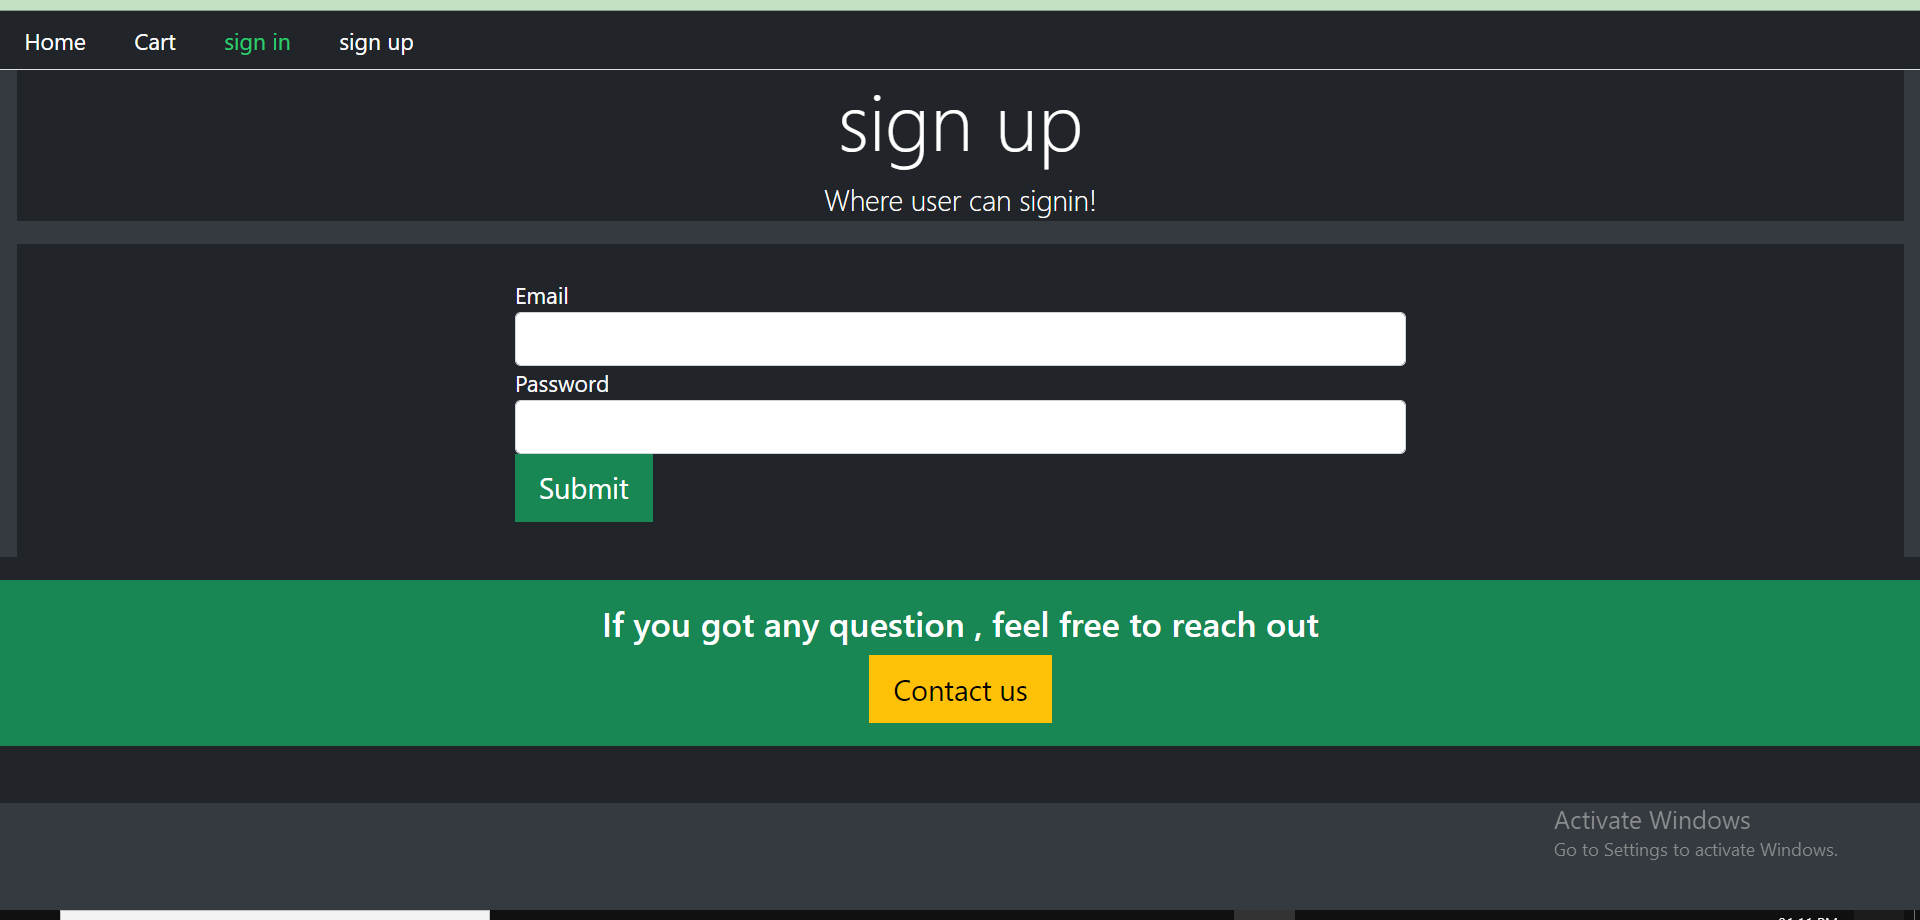 Home Cart sign in sign up
sign up
Where user can signin!
Email
Password
Submit
If you got any question , feel free to reach out
Contact us
Activate Windows
Go to Settings to activate Windows.